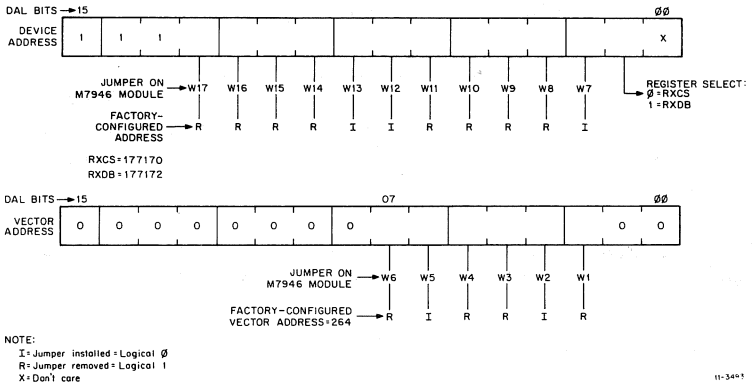 DAL BITS → 15 ØØ
DEVICE ADDRESS 1 1 1 X
JUMPER ON M7946 MODULE → W17 W16 W15 W14 W13 W12 W11 W10 W9 W8 W7
REGISTER SELECT:
Ø = RXCS
1 = RXDB
FACTORY-CONFIGURED ADDRESS → R R R R I I R R R R I
RXCS = 177170
RXDB = 177172
DAL BITS → 15 07 ØØ
VECTOR ADDRESS 0 0 0 0 0 0 0 0 0 0
JUMPER ON M7946 MODULE → W6 W5 W4 W3 W2 W1
FACTORY-CONFIGURED VECTOR ADDRESS = 264 → R I R R I R
NOTE:
I = Jumper installed = Logical Ø
R = Jumper removed = Logical 1
X = Don't care
11-3493